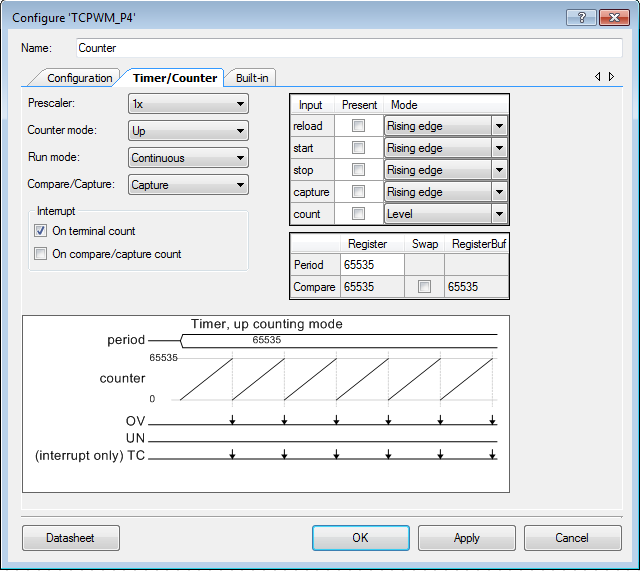 Configure 'TCPWM_P4'
Name: Counter
Configuration Timer/Counter Built-in
Prescaler: 1x
Counter mode: Up
Run mode: Continuous
Compare/Capture: Capture
Interrupt
On terminal count
On compare/capture count
Input Present Mode
reload Rising edge
start Rising edge
stop Rising edge
capture Rising edge
count Level
Register Swap RegisterBuf
Period 65535
Compare 65535 65535
Timer, up counting mode
period 65535
65535
counter
0
OV
UN
(interrupt only) TC
Datasheet OK Apply Cancel